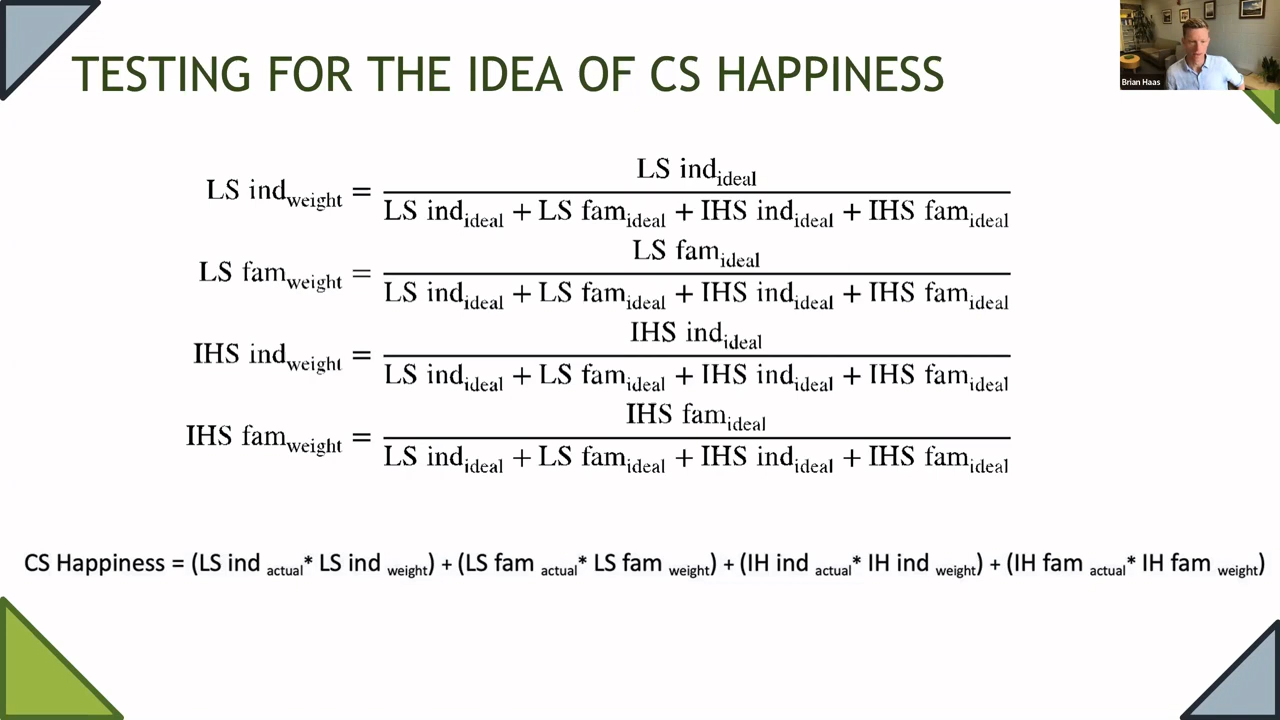 TESTING FOR THE IDEA OF CS HAPPINESS
Brian Haas
LS ind_weight = LS ind_ideal / LS ind_ideal + LS fam_ideal + IHS ind_ideal + IHS fam_ideal
LS fam_weight = LS fam_ideal / LS ind_ideal + LS fam_ideal + IHS ind_ideal + IHS fam_ideal
IHS ind_weight = IHS ind_ideal / LS ind_ideal + LS fam_ideal + IHS ind_ideal + IHS fam_ideal
IHS fam_weight = IHS fam_ideal / LS ind_ideal + LS fam_ideal + IHS ind_ideal + IHS fam_ideal
CS Happiness = (LS ind actual* LS ind weight) + (LS fam actual* LS fam weight) + (IH ind actual* IH ind weight) + (IH fam actual* IH fam weight)